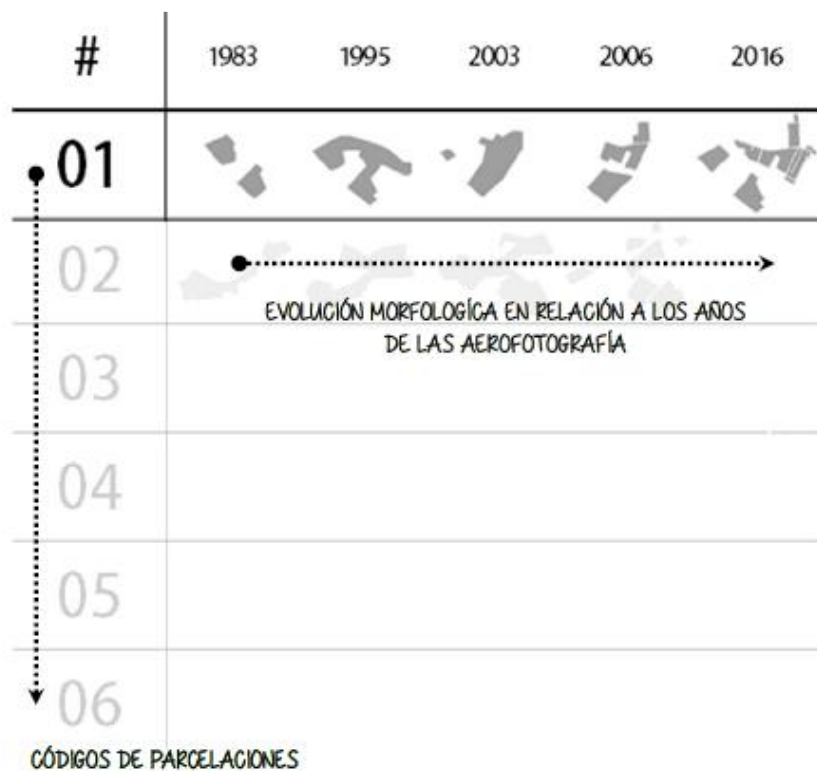 # 1983 1995 2003 2006 2016
01
02
EVOLUCIÓN MORFOLOGÍCA EN RELACIÓN A LOS AÑOS
DE LAS AEROFOTOGRAFÍA
03
04
05
06
CÓDIGOS DE PARCELACIONES